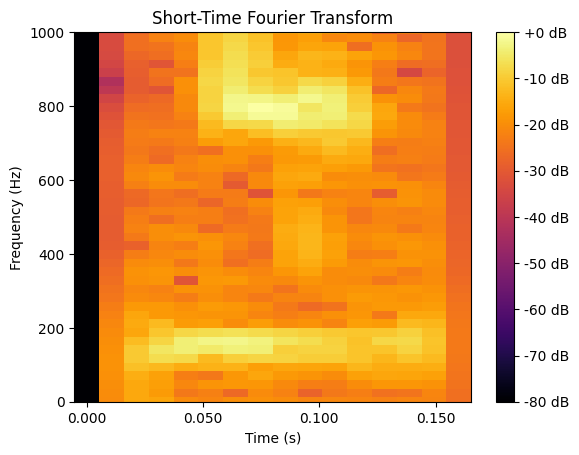 Short-Time Fourier Transform
1000
800
600
400
200
0
Frequency (Hz)
0.000
0.050
0.100
0.150
Time (s)
+0 dB
-10 dB
-20 dB
-30 dB
-40 dB
-50 dB
-60 dB
-70 dB
-80 dB